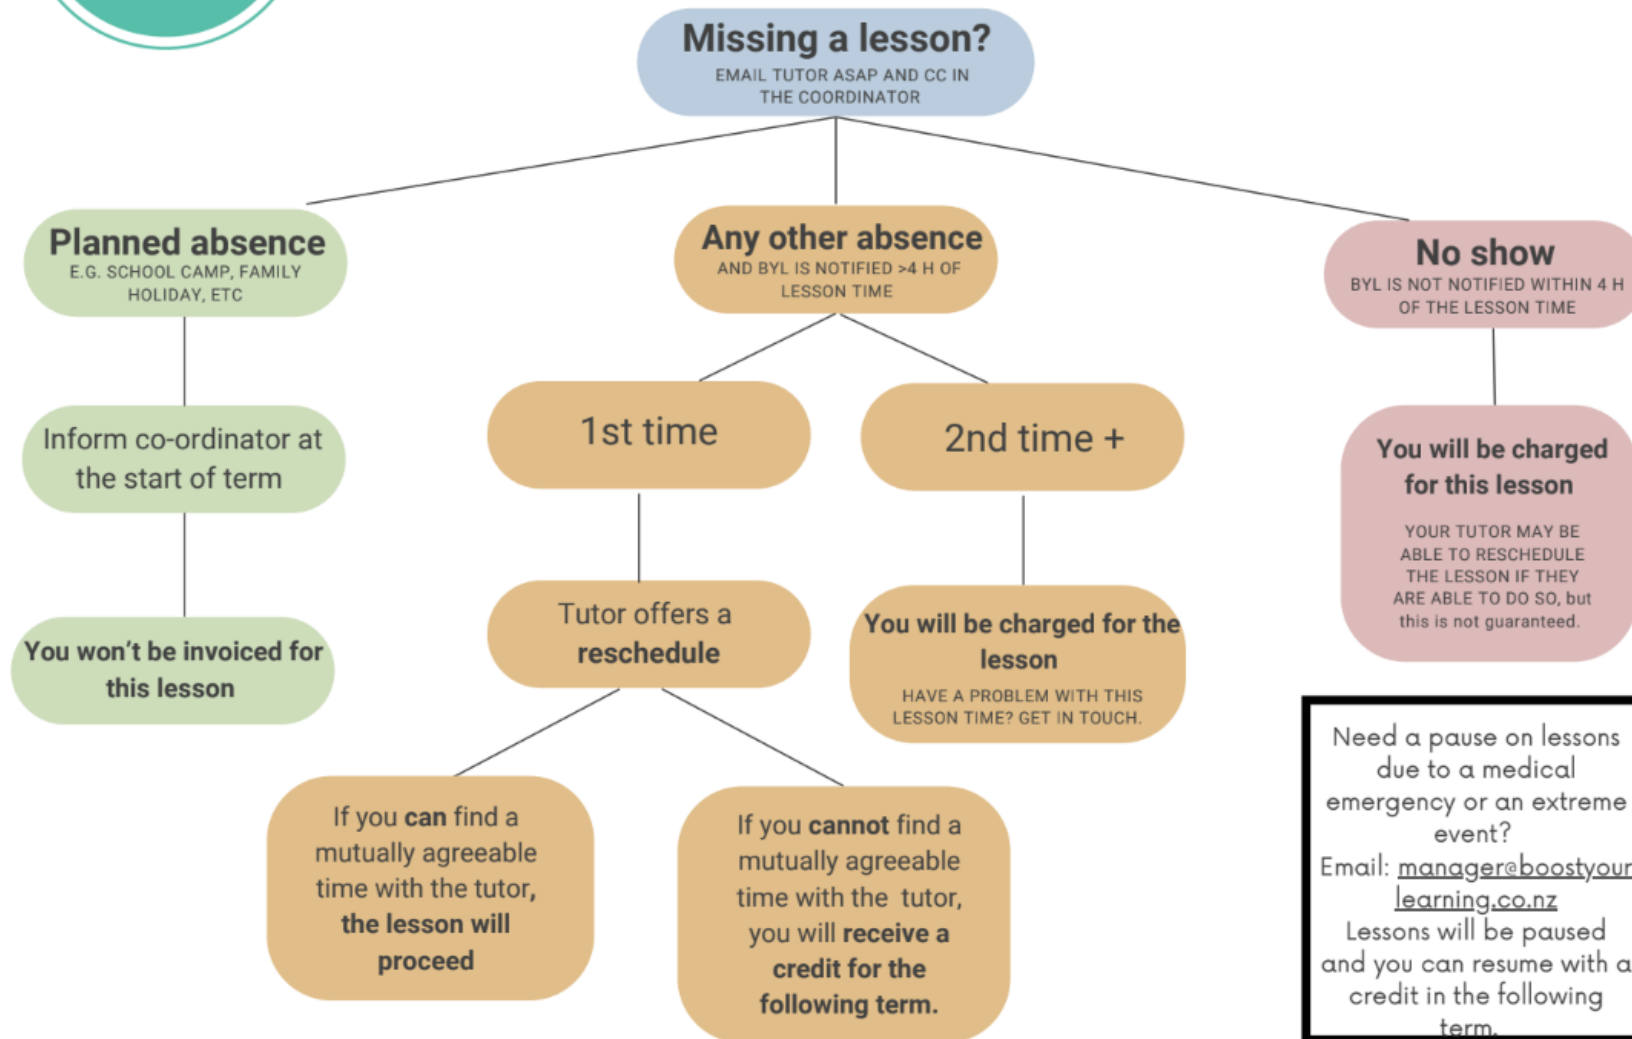 Missing a lesson?
EMAIL TUTOR ASAP AND CC IN
THE COORDINATOR
Planned absence
E.G. SCHOOL CAMP, FAMILY
HOLIDAY, ETC
Inform co-ordinator at
the start of term
You won't be invoiced for
this lesson
Any other absence
AND BYL IS NOTIFIED >4 H OF
LESSON TIME
1st time
Tutor offers a
reschedule
If you can find a
mutually agreeable
time with the tutor,
the lesson will
proceed
If you cannot find a
mutually agreeable
time with the tutor,
you will receive a
credit for the
following term.
2nd time +
You will be charged for the
lesson
HAVE A PROBLEM WITH THIS
LESSON TIME? GET IN TOUCH.
No show
BYL IS NOT NOTIFIED WITHIN 4 H
OF THE LESSON TIME
You will be charged
for this lesson
YOUR TUTOR MAY BE
ABLE TO RESCHEDULE
THE LESSON IF THEY
ARE ABLE TO DO SO, but
this is not guaranteed.
Need a pause on lessons
due to a medical
emergency or an extreme
event?
Email: manager@boostyour
learning.co.nz
Lessons will be paused
and you can resume with a
credit in the following
term.